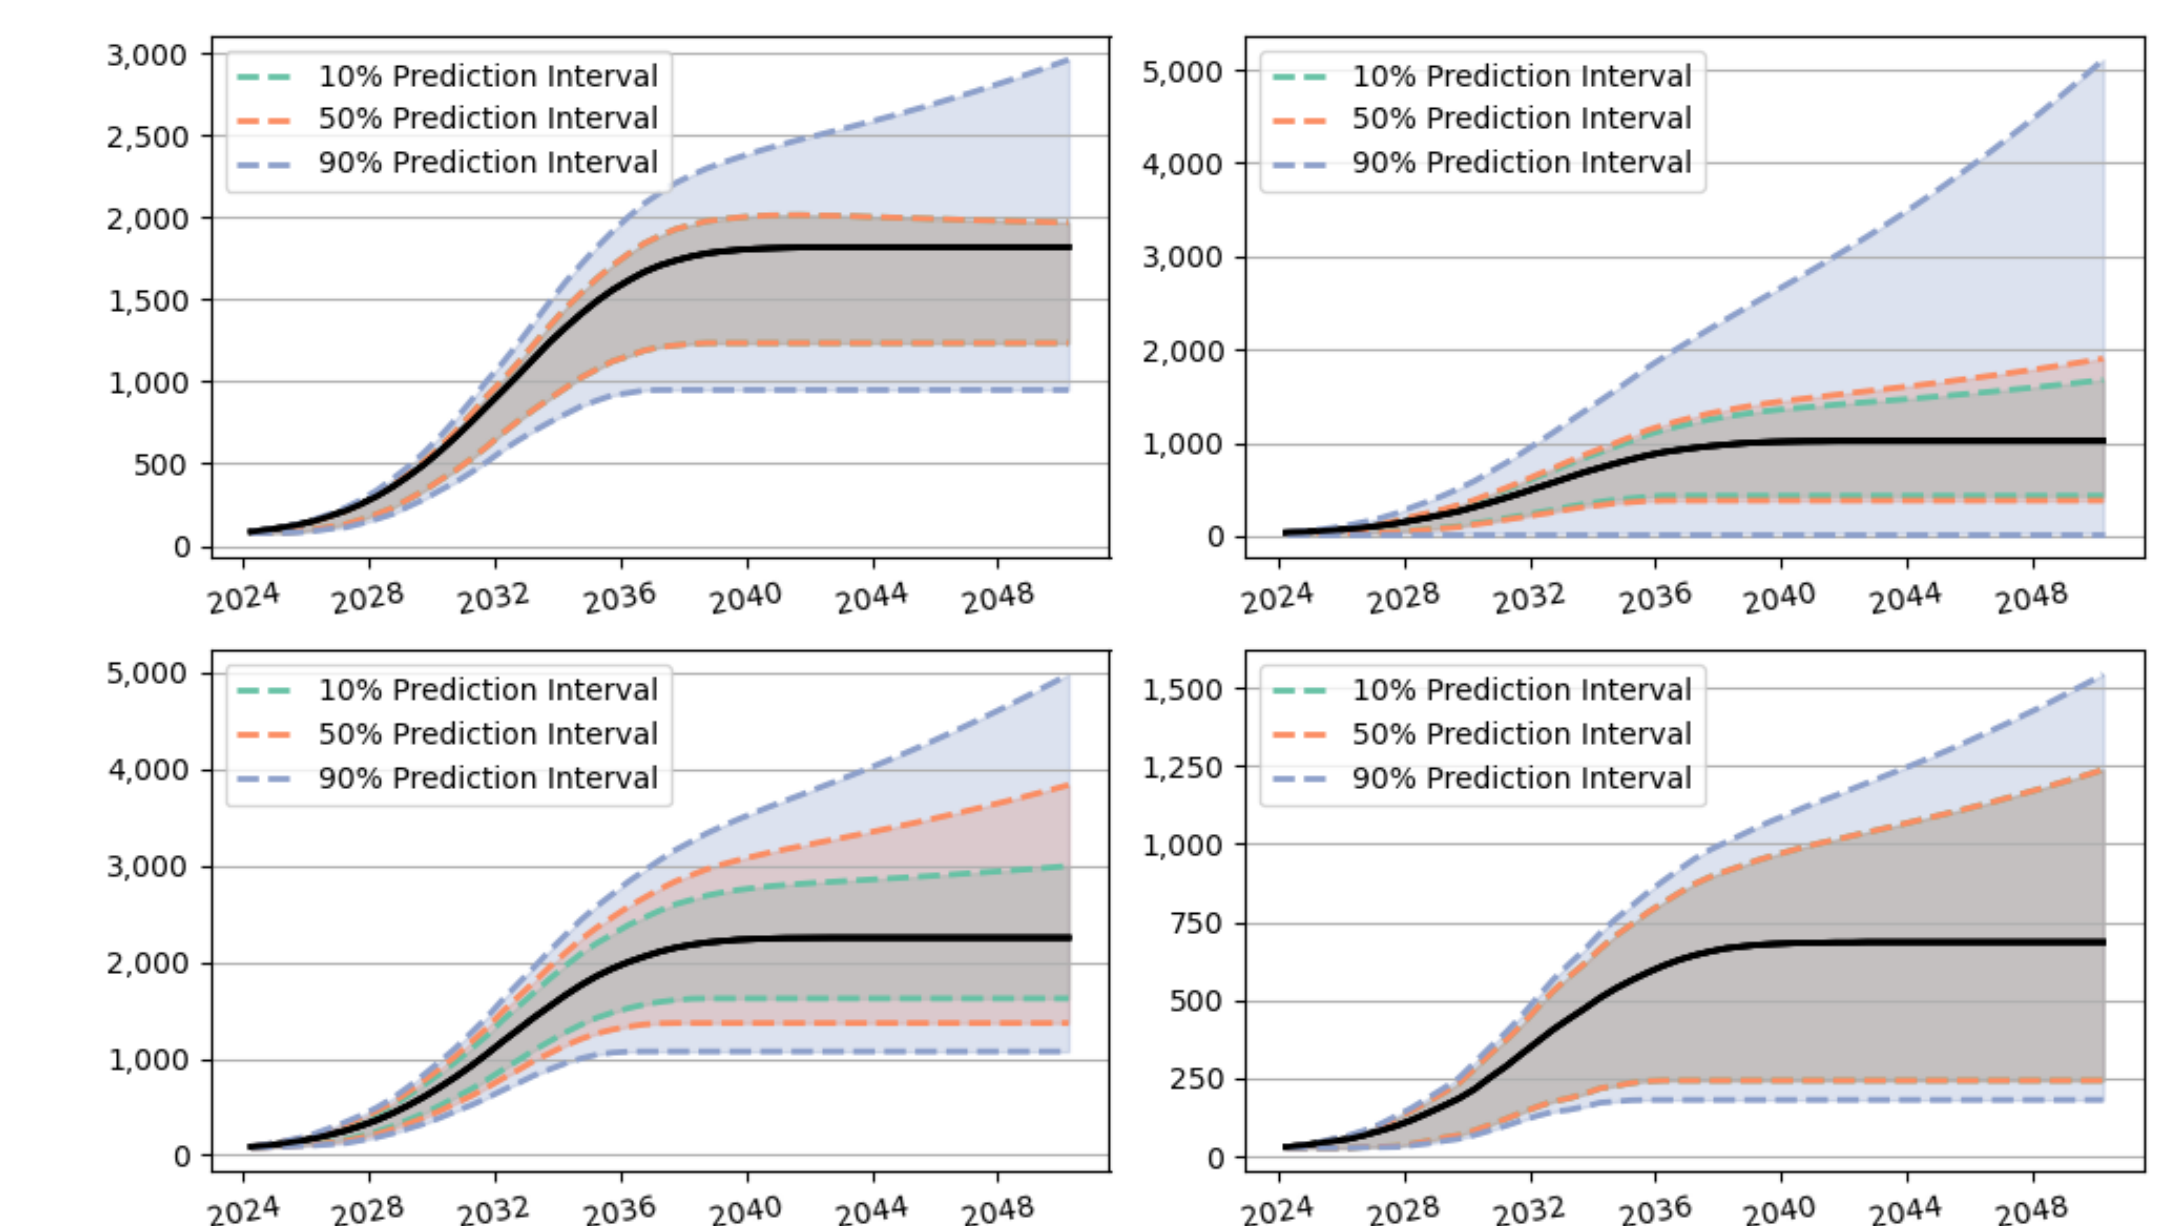 3,000
2,500
2,000
1,500
1,000
500
0
10% Prediction Interval
50% Prediction Interval
90% Prediction Interval
2024 2028 2032 2036 2040 2044 2048
5,000
4,000
3,000
2,000
1,000
0
10% Prediction Interval
50% Prediction Interval
90% Prediction Interval
2024 2028 2032 2036 2040 2044 2048
5,000
4,000
3,000
2,000
1,000
0
10% Prediction Interval
50% Prediction Interval
90% Prediction Interval
2024 2028 2032 2036 2040 2044 2048
1,500
1,250
1,000
750
500
250
0
10% Prediction Interval
50% Prediction Interval
90% Prediction Interval
2024 2028 2032 2036 2040 2044 2048